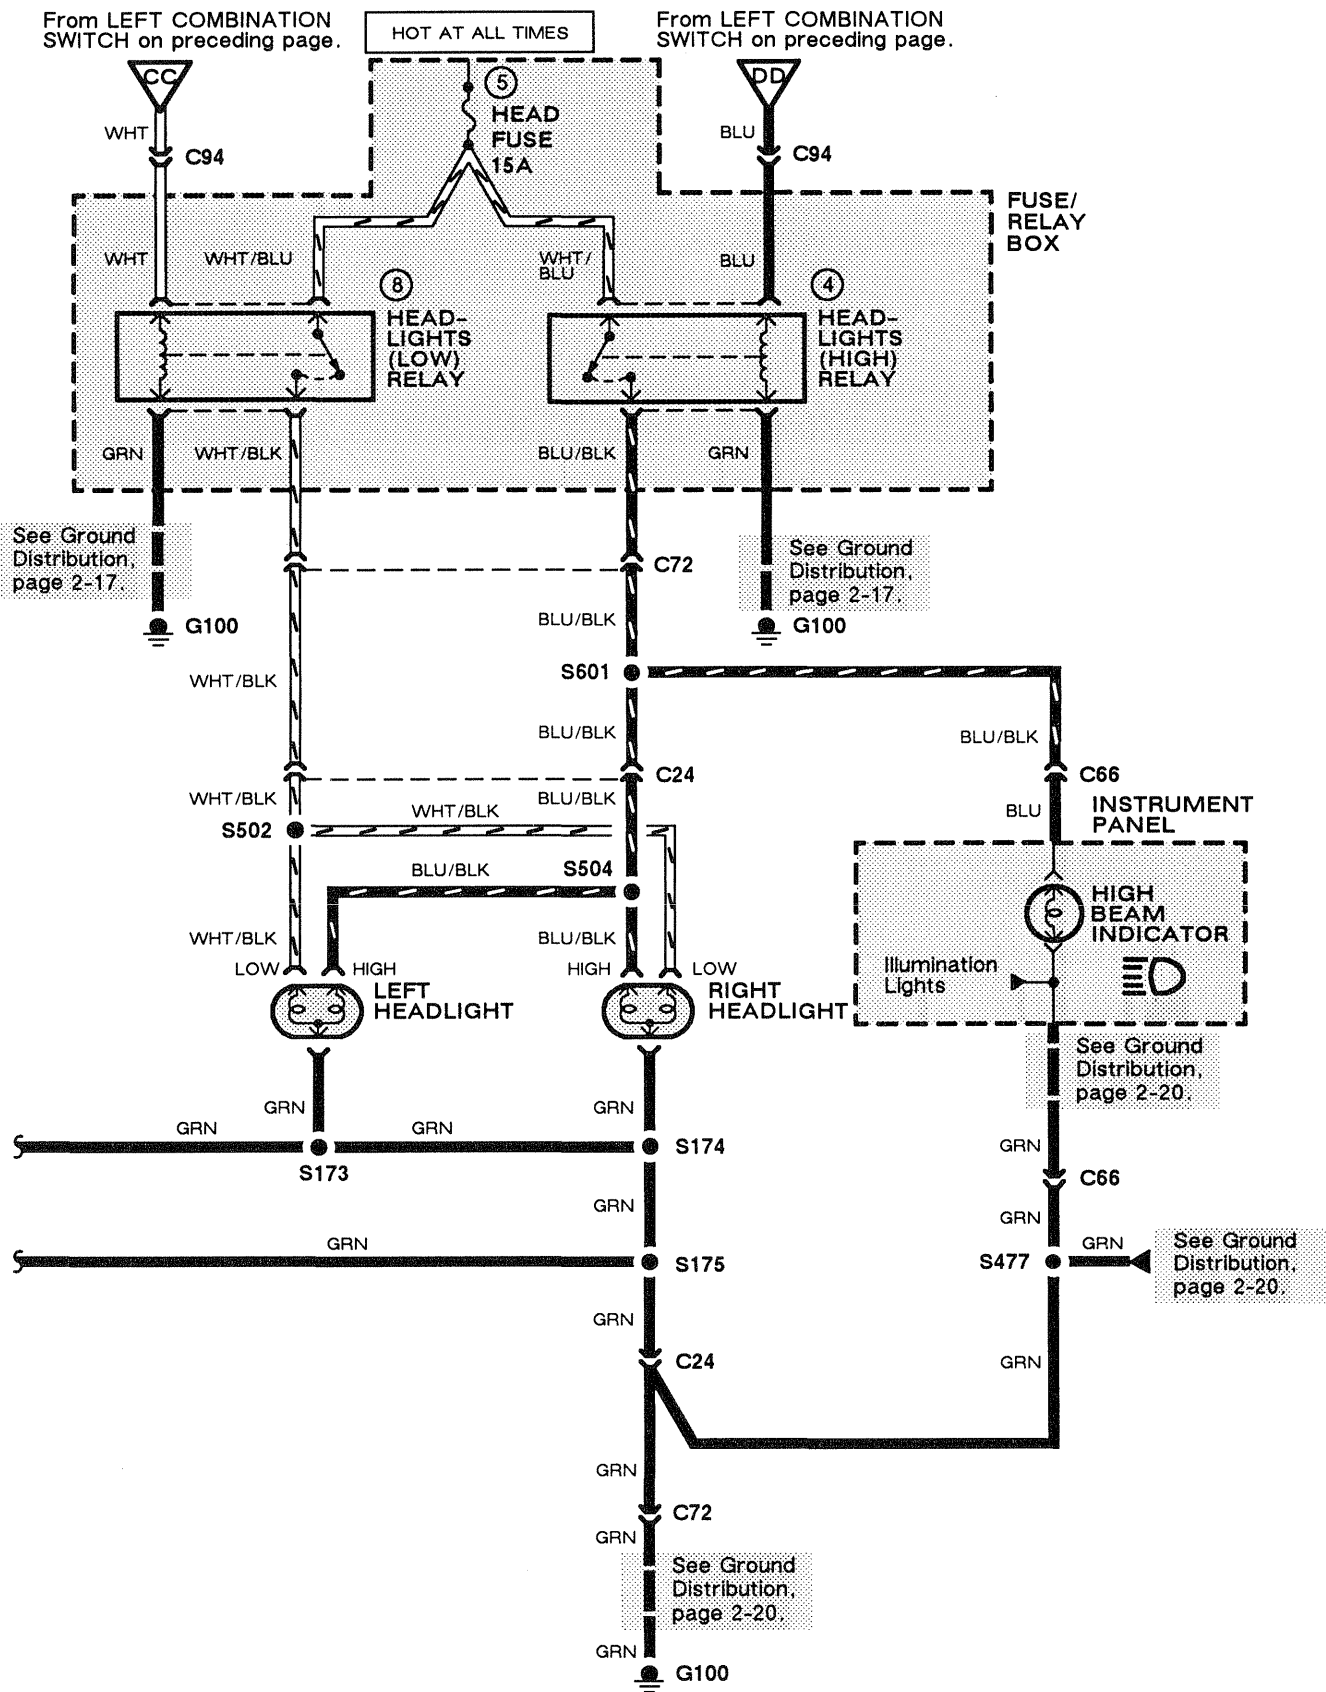 From LEFT COMBINATION
SWITCH on preceding page.
HOT AT ALL TIMES
From LEFT COMBINATION
SWITCH on preceding page.
CC
5
HEAD
FUSE
15A
DD
WHT
C94
BLU
C94
FUSE/
RELAY
BOX
WHT
WHT/BLU
WHT/
BLU
BLU
8
HEAD-
LIGHTS
(LOW)
RELAY
4
HEAD-
LIGHTS
(HIGH)
RELAY
GRN
WHT/BLK
BLU/BLK
GRN
See Ground
Distribution,
page 2-17.
C72
See Ground
Distribution,
page 2-17.
G100
BLU/BLK
G100
S601
WHT/BLK
BLU/BLK
BLU/BLK
C24
C66
WHT/BLK
WHT/BLK
BLU/BLK
BLU
INSTRUMENT
PANEL
S502
BLU/BLK
S504
HIGH
BEAM
INDICATOR
WHT/BLK
BLU/BLK
LOW
HIGH
HIGH
LOW
Illumination
Lights
LEFT
HEADLIGHT
RIGHT
HEADLIGHT
See Ground
Distribution,
page 2-20.
GRN
GRN
GRN
GRN
S173
S174
GRN
C66
GRN
GRN
GRN
S175
S477
GRN
See Ground
Distribution,
page 2-20.
GRN
C24
GRN
GRN
C72
GRN
See Ground
Distribution,
page 2-20.
GRN
G100